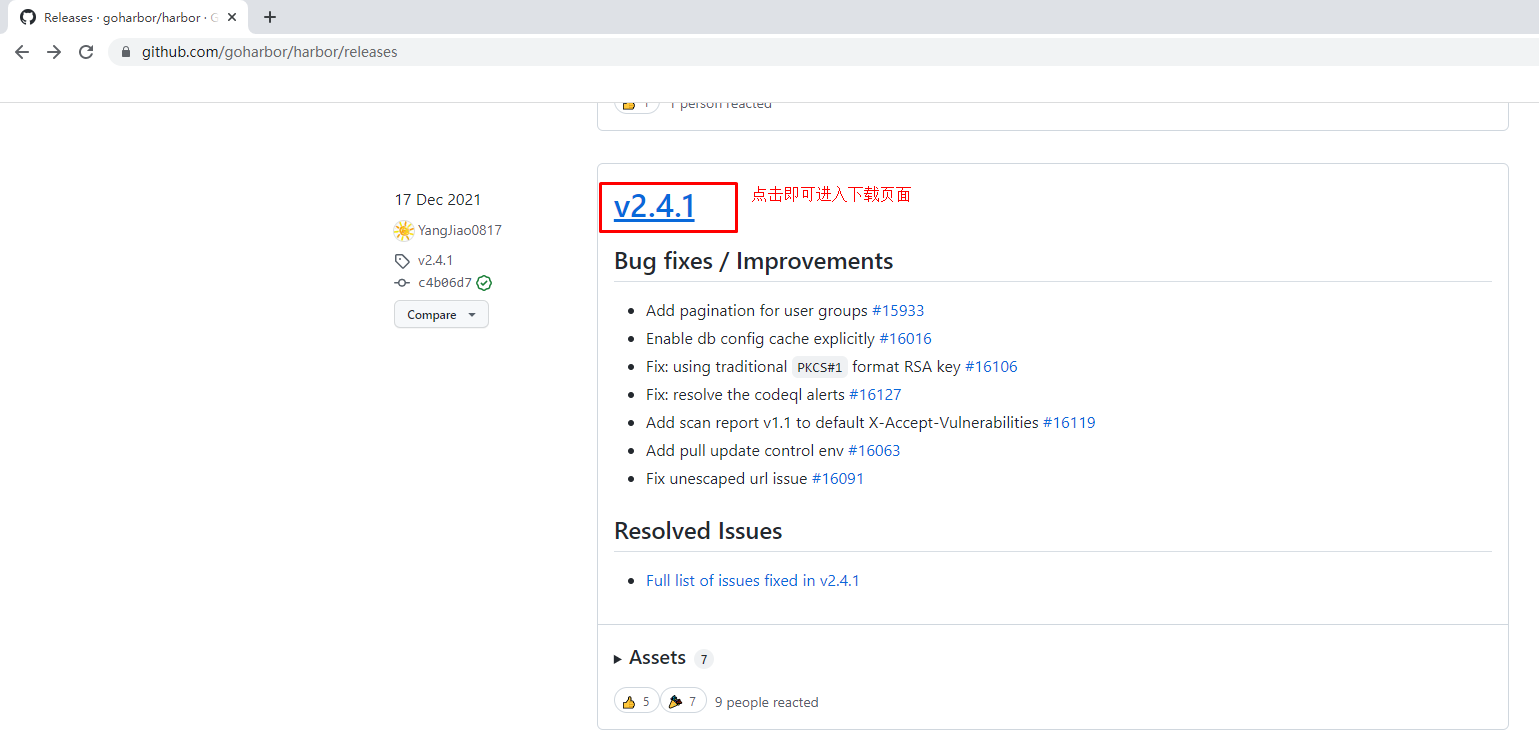 Releases · goharbor/harbor ·
github.com/goharbor/harbor/releases
1 person reacted
17 Dec 2021
YangJiao0817
v2.4.1
c4b06d7
Compare
v2.4.1
点击即可进入下载页面
Bug fixes / Improvements
Add pagination for user groups #15933
Enable db config cache explicitly #16016
Fix: using traditional PKCS#1 format RSA key #16106
Fix: resolve the codeql alerts #16127
Add scan report v1.1 to default X-Accept-Vulnerabilities #16119
Add pull update control env #16063
Fix unescaped url issue #16091
Resolved Issues
Full list of issues fixed in v2.4.1
Assets 7
5 7 9 people reacted